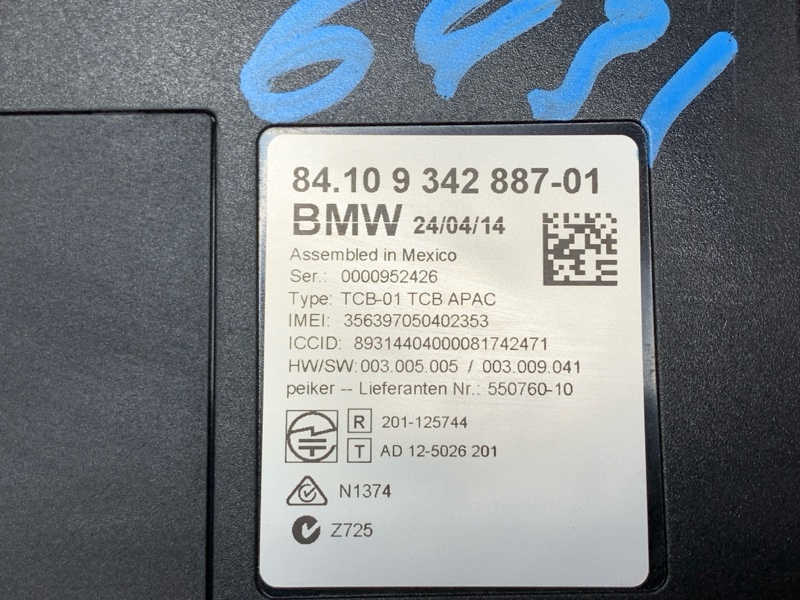 6431
84.10 9 342 887-01
BMW 24/04/14
Assembled in Mexico
Ser.: 0000952426
Type: TCB-01 TCB APAC
IMEI: 356397050402353
ICCID: 89314404000081742471
HW/SW: 003.005.005 / 003.009.041
peiker -- Lieferanten Nr.: 550760-10
R 201-125744
T AD 12-5026 201
N1374
Z725